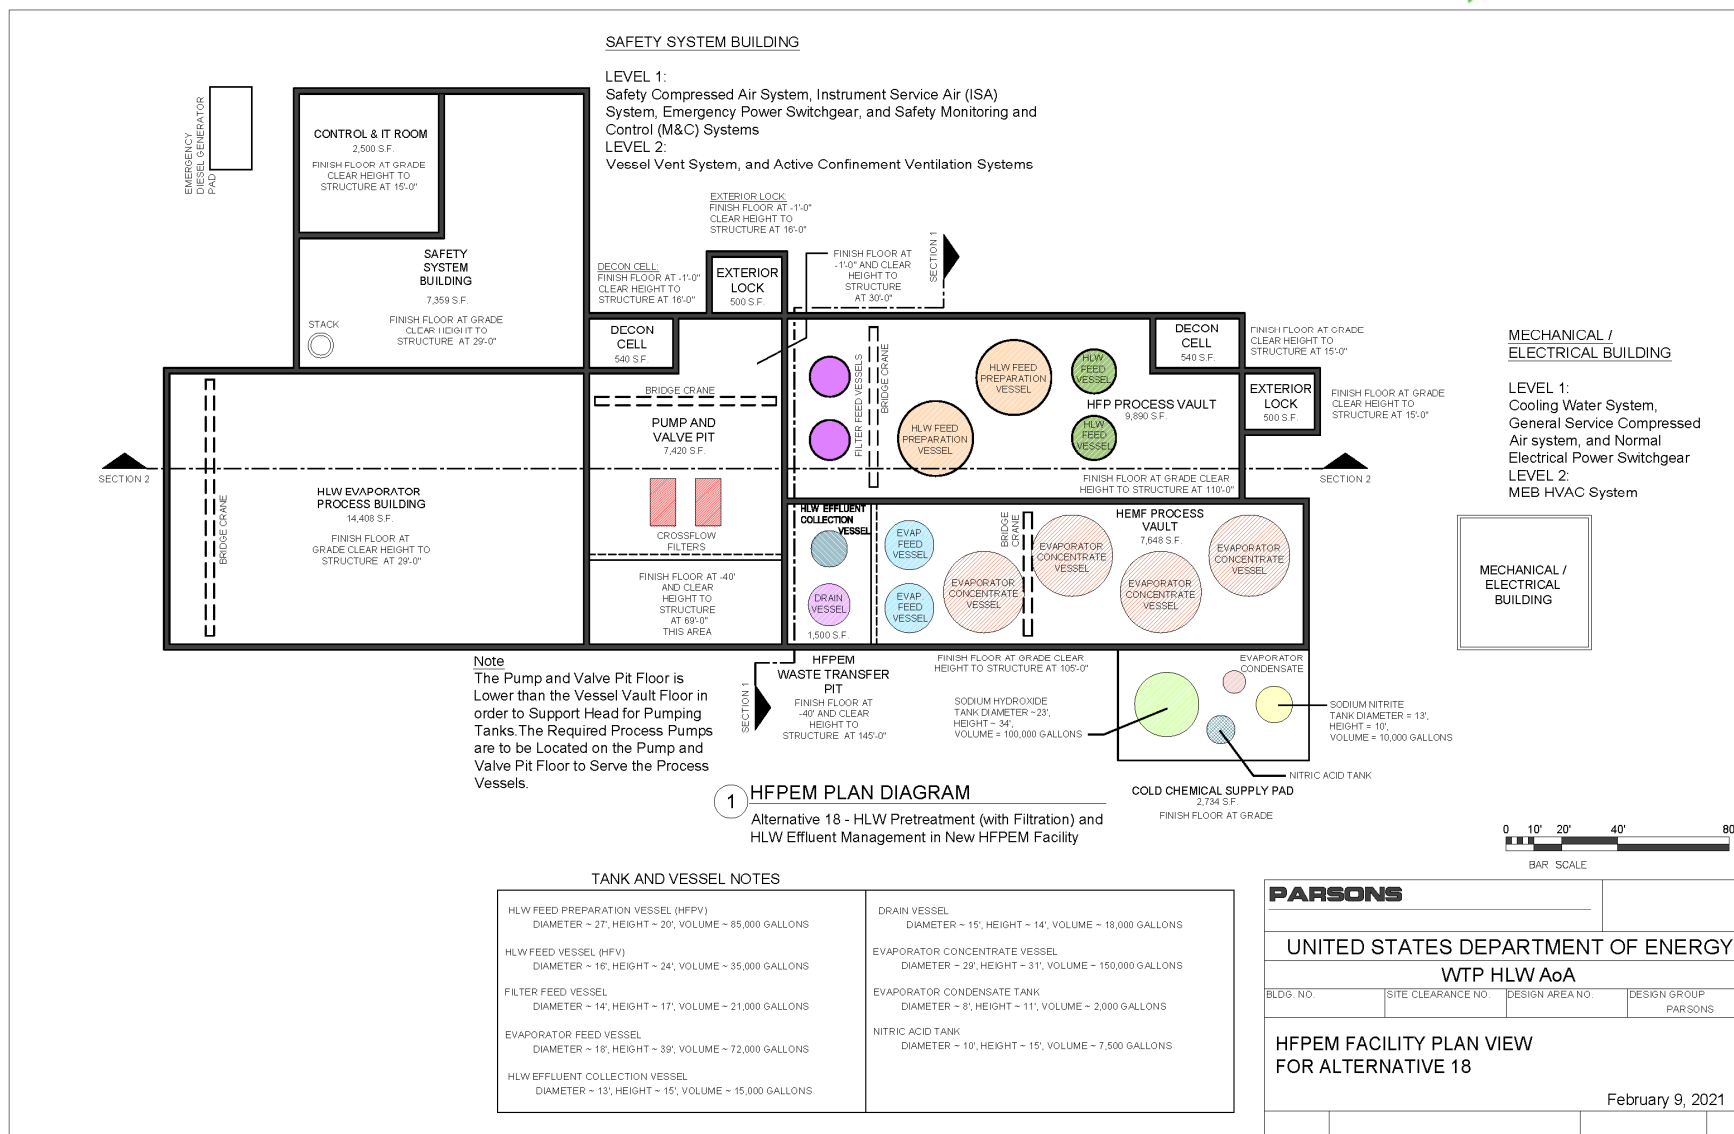 SAFETY SYSTEM BUILDING
LEVEL 1:
Safety Compressed Air System, Instrument Service Air (ISA)
System, Emergency Power Switchgear, and Safety Monitoring and
Control (M&C) Systems
LEVEL 2:
Vessel Vent System, and Active Confinement Ventilation Systems
EMERGENCY
DIESEL GENERATOR
PAD
CONTROL & IT ROOM
2,500 S.F.
FINISH FLOOR AT GRADE
CLEAR HEIGHT TO
STRUCTURE AT 15'-0"
SAFETY
SYSTEM
BUILDING
7,359 S.F.
FINISH FLOOR AT GRADE
CLEAR HEIGHT TO
STRUCTURE AT 29'-0"
STACK
EXTERIOR LOCK:
FINISH FLOOR AT -1'-0"
CLEAR HEIGHT TO
STRUCTURE AT 16'-0"
DECON CELL:
FINISH FLOOR AT -1'-0"
CLEAR HEIGHT TO
STRUCTURE AT 16'-0"
EXTERIOR
LOCK
500 S.F.
FINISH FLOOR AT
-1'-0" AND CLEAR
HEIGHT TO
STRUCTURE
AT 30'-0"
SECTION 1
DECON
CELL
540 S.F.
BRIDGE CRANE
PUMP AND
VALVE PIT
7,420 S.F.
CROSSFLOW
FILTERS
FINISH FLOOR AT -40'
AND CLEAR
HEIGHT TO
STRUCTURE
AT 69'-0"
THIS AREA
FILTER FEED VESSELS
BRIDGE CRANE
HLW FEED
PREPARATION
VESSEL
HLW FEED
PREPARATION
VESSEL
HLW
FEED
VESSEL
HLW
FEED
VESSEL
HFP PROCESS VAULT
9,890 S.F.
FINISH FLOOR AT GRADE CLEAR
HEIGHT TO STRUCTURE AT 110'-0"
DECON
CELL
540 S.F.
FINISH FLOOR AT GRADE
CLEAR HEIGHT TO
STRUCTURE AT 15'-0"
EXTERIOR
LOCK
500 S.F.
FINISH FLOOR AT GRADE
CLEAR HEIGHT TO
STRUCTURE AT 15'-0"
MECHANICAL /
ELECTRICAL BUILDING
LEVEL 1:
Cooling Water System,
General Service Compressed
Air system, and Normal
Electrical Power Switchgear
LEVEL 2:
MEB HVAC System
MECHANICAL /
ELECTRICAL
BUILDING
SECTION 2
SECTION 2
BRIDGE CRANE
HLW EVAPORATOR
PROCESS BUILDING
14,408 S.F.
FINISH FLOOR AT
GRADE CLEAR HEIGHT TO
STRUCTURE AT 29'-0"
HLW EFFLUENT
COLLECTION
VESSEL
DRAIN
VESSEL
1,500 S.F.
EVAP
FEED
VESSEL
EVAP.
FEED
VESSEL
BRIDGE
CRANE
EVAPORATOR
CONCENTRATE
VESSEL
EVAPORATOR
CONCENTRATE
VESSEL
EVAPORATOR
CONCENTRATE
VESSEL
EVAPORATOR
CONCENTRATE
VESSEL
HEMF PROCESS
VAULT
7,648 S.F.
Note
The Pump and Valve Pit Floor is
Lower than the Vessel Vault Floor in
order to Support Head for Pumping
Tanks.The Required Process Pumps
are to be Located on the Pump and
Valve Pit Floor to Serve the Process
Vessels.
SECTION 1
HFPEM
WASTE TRANSFER
PIT
FINISH FLOOR AT
-40' AND CLEAR
HEIGHT TO
STRUCTURE AT 145'-0"
FINISH FLOOR AT GRADE CLEAR
HEIGHT TO STRUCTURE AT 105'-0"
SODIUM HYDROXIDE
TANK DIAMETER ~23',
HEIGHT ~ 34',
VOLUME = 100,000 GALLONS
EVAPORATOR
CONDENSATE
SODIUM NITRITE
TANK DIAMETER = 13',
HEIGHT = 10',
VOLUME = 10,000 GALLONS
NITRIC ACID TANK
COLD CHEMICAL SUPPLY PAD
2,734 S.F.
FINISH FLOOR AT GRADE
1 HFPEM PLAN DIAGRAM
Alternative 18 - HLW Pretreatment (with Filtration) and
HLW Effluent Management in New HFPEM Facility
0 10' 20' 40' 80
BAR SCALE
TANK AND VESSEL NOTES
HLW FEED PREPARATION VESSEL (HFPV)
DIAMETER ~ 27', HEIGHT ~ 20', VOLUME ~ 85,000 GALLONS
HLW FEED VESSEL (HFV)
DIAMETER ~ 16', HEIGHT ~ 24', VOLUME ~ 35,000 GALLONS
FILTER FEED VESSEL
DIAMETER ~ 14', HEIGHT ~ 17', VOLUME ~ 21,000 GALLONS
EVAPORATOR FEED VESSEL
DIAMETER ~ 18', HEIGHT ~ 39', VOLUME ~ 72,000 GALLONS
HLW EFFLUENT COLLECTION VESSEL
DIAMETER ~ 13', HEIGHT ~ 15', VOLUME ~ 15,000 GALLONS
DRAIN VESSEL
DIAMETER ~ 15', HEIGHT ~ 14', VOLUME ~ 18,000 GALLONS
EVAPORATOR CONCENTRATE VESSEL
DIAMETER ~ 29', HEIGHT ~ 31', VOLUME ~ 150,000 GALLONS
EVAPORATOR CONDENSATE TANK
DIAMETER ~ 8', HEIGHT ~ 11', VOLUME ~ 2,000 GALLONS
NITRIC ACID TANK
DIAMETER ~ 10', HEIGHT ~ 15', VOLUME ~ 7,500 GALLONS
PARSONS
UNITED STATES DEPARTMENT OF ENERGY
WTP HLW AoA
BLDG. NO. SITE CLEARANCE NO. DESIGN AREA NO. DESIGN GROUP
PARSONS
HFPEM FACILITY PLAN VIEW
FOR ALTERNATIVE 18
February 9, 2021